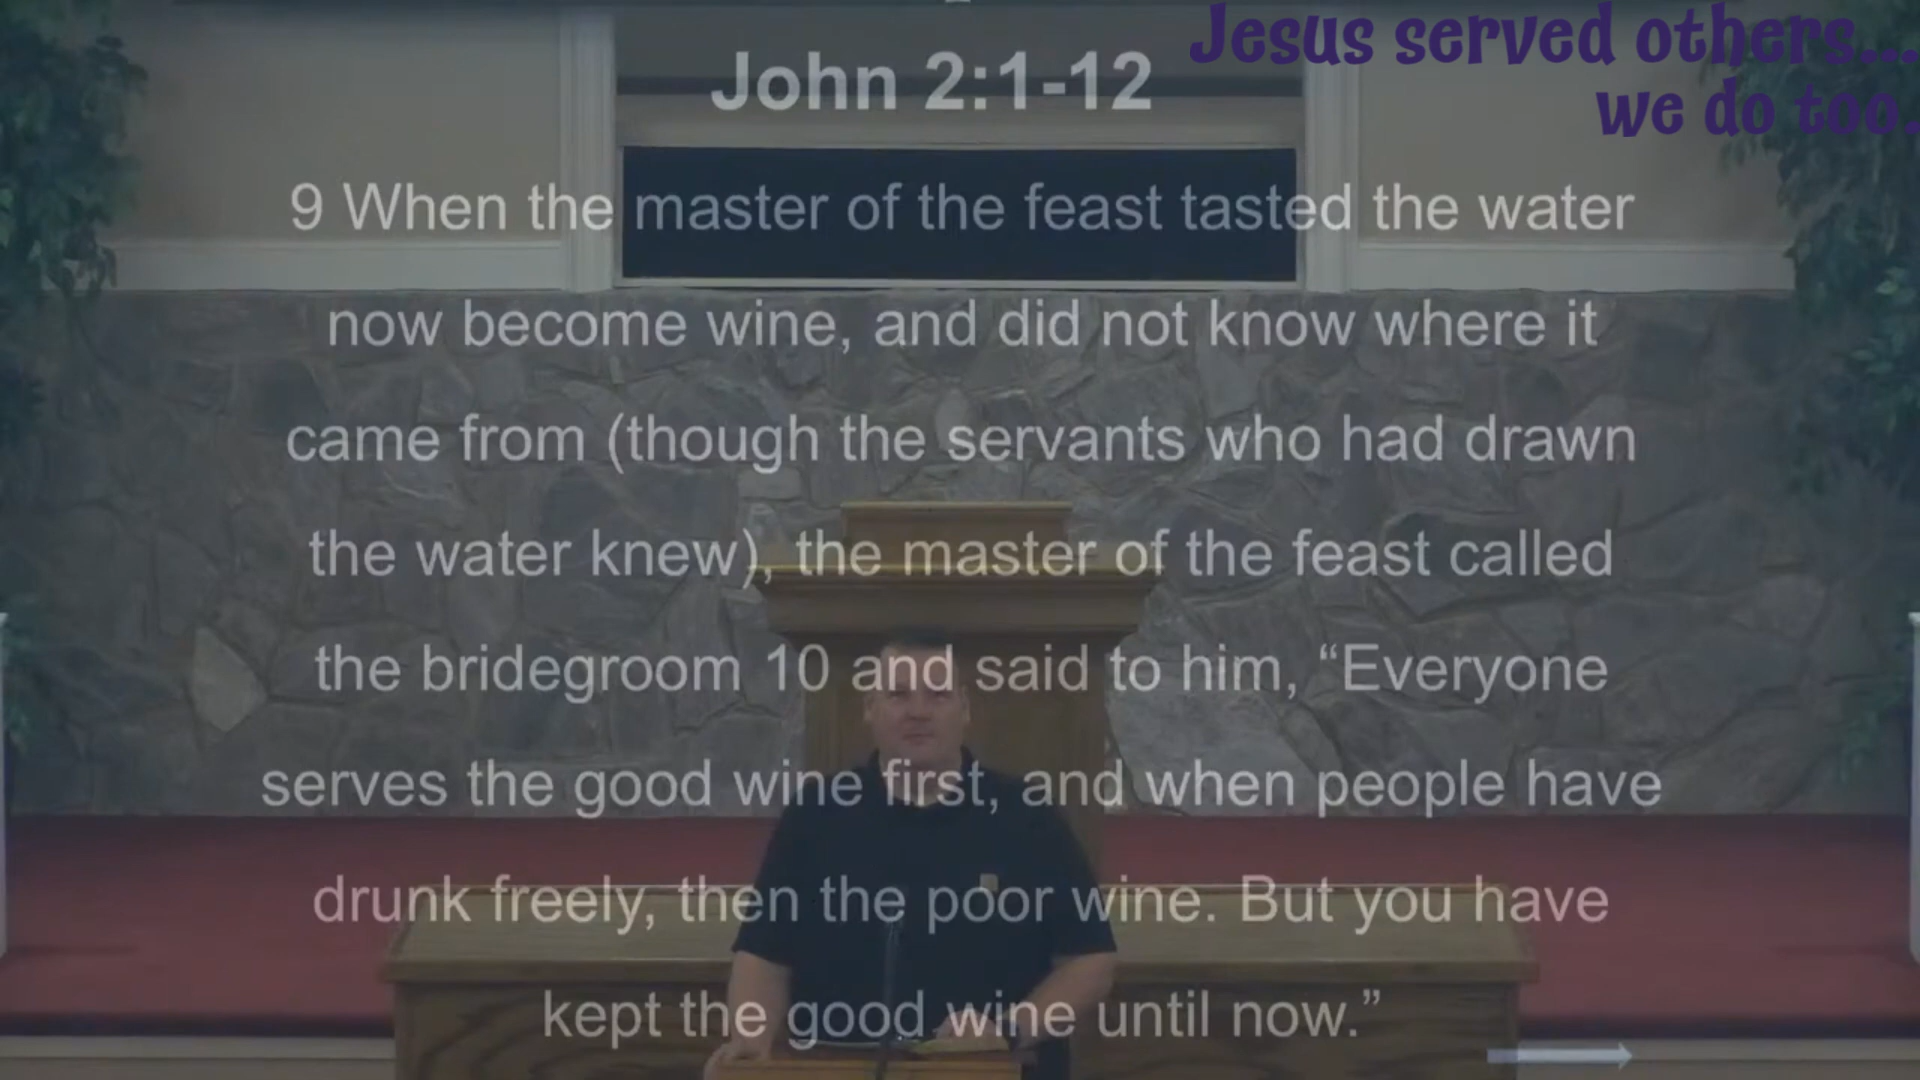 Jesus served others...
we do too.
John 2:1-12
9 When the master of the feast tasted the water
now become wine, and did not know where it
came from (though the servants who had drawn
the water knew), the master of the feast called
the bridegroom 10 and said to him, “Everyone
serves the good wine first, and when people have
drunk freely, then the poor wine. But you have
kept the good wine until now.”